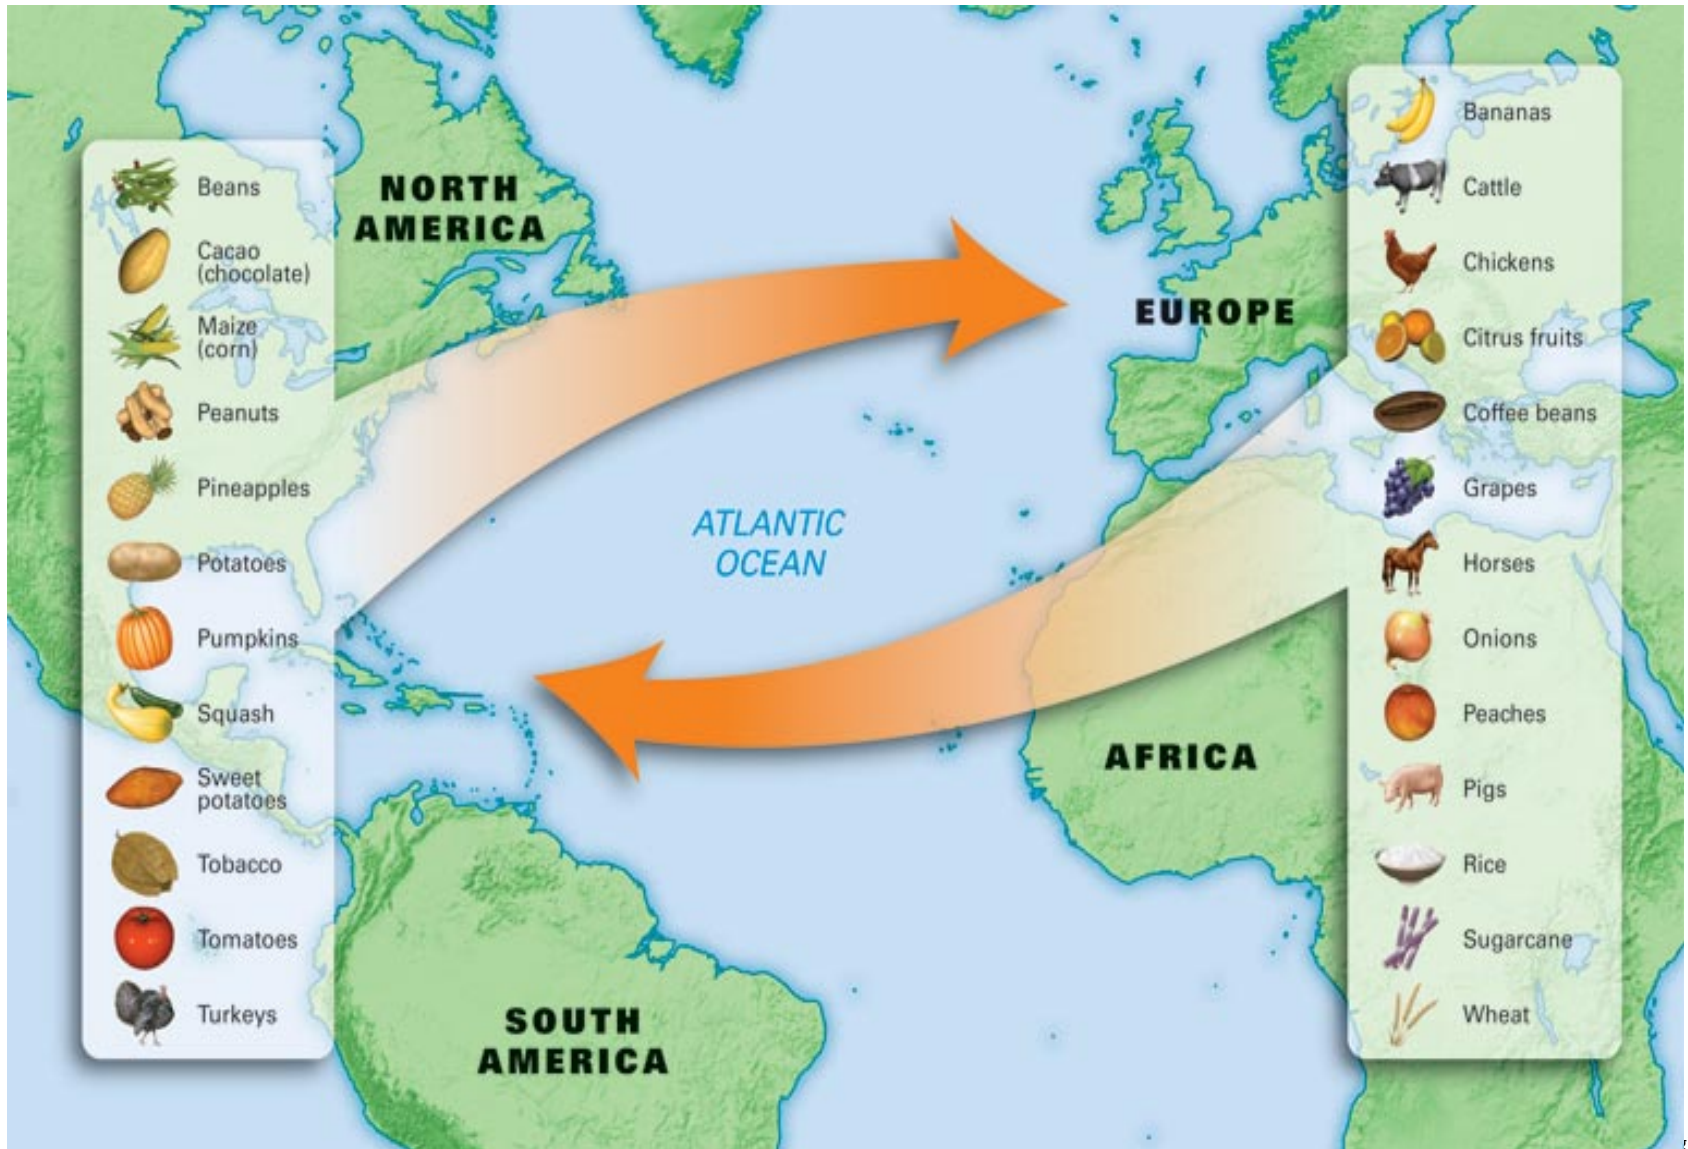 Beans
Cacao
(chocolate)
Maize
(corn)
Peanuts
Pineapples
Potatoes
Pumpkins
Squash
Sweet
potatoes
Tobacco
Tomatoes
Turkeys
NORTH
AMERICA
ATLANTIC
OCEAN
SOUTH
AMERICA
EUROPE
AFRICA
Bananas
Cattle
Chickens
Citrus fruits
Coffee beans
Grapes
Horses
Onions
Peaches
Pigs
Rice
Sugarcane
Wheat